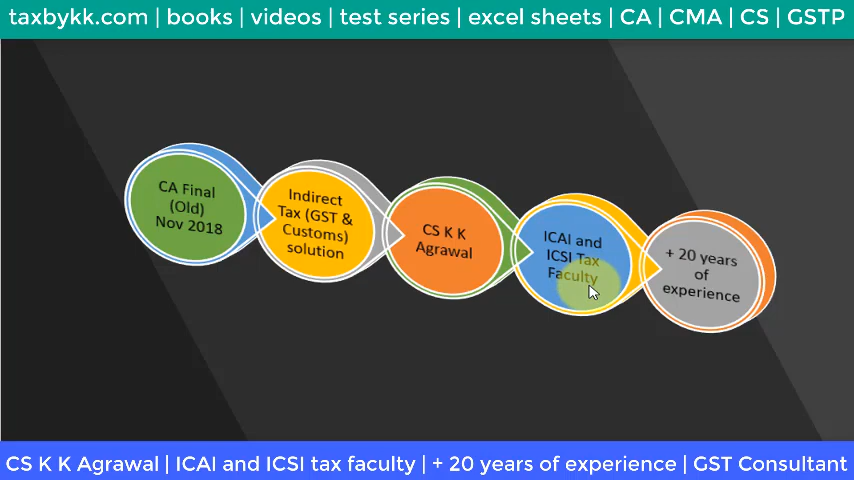 taxbykk.com | books | videos | test series | excel sheets | CA | CMA | CS | GSTP
CA Final
(Old)
Nov 2018
Indirect
Tax (GST &
Customs)
solution
CS K K
Agrawal
ICAI and
ICSI Tax
Faculty
+ 20 years
of
experience
CS K K Agrawal | ICAI and ICSI tax faculty | + 20 years of experience | GST Consultant